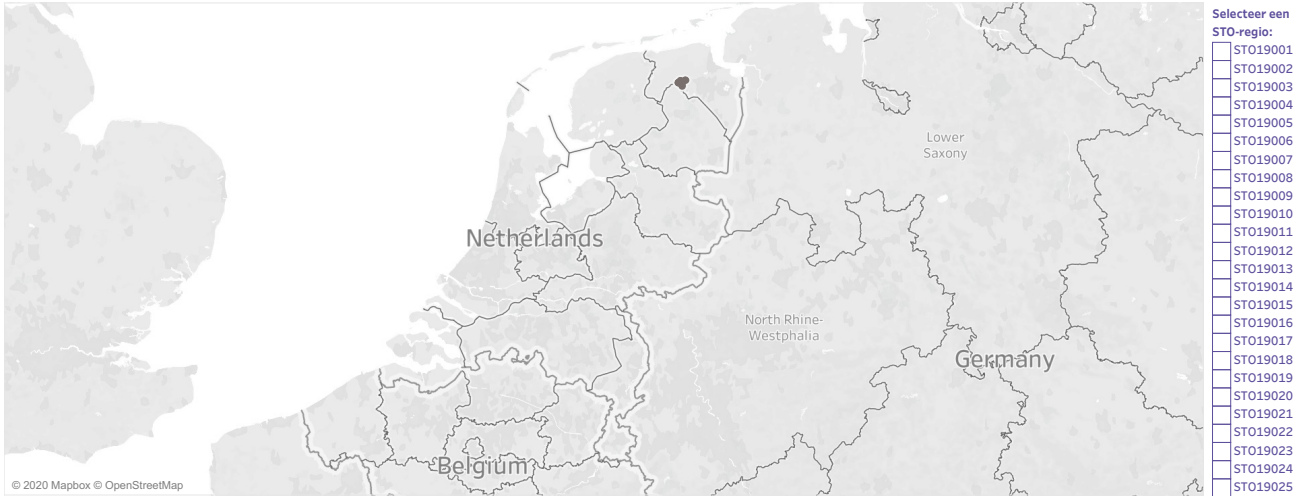 Selecteer een
STO-regio:
STO19001
STO19002
STO19003
STO19004
STO19005
STO19006
STO19007
STO19008
STO19009
STO19010
STO19011
STO19012
STO19013
STO19014
STO19015
STO19016
STO19017
STO19018
STO19019
STO19020
STO19021
STO19022
STO19023
STO19024
STO19025
Lower
Saxony
Netherlands
North Rhine-
Westphalia
Germany
Belgium
© 2020 Mapbox © OpenStreetMap